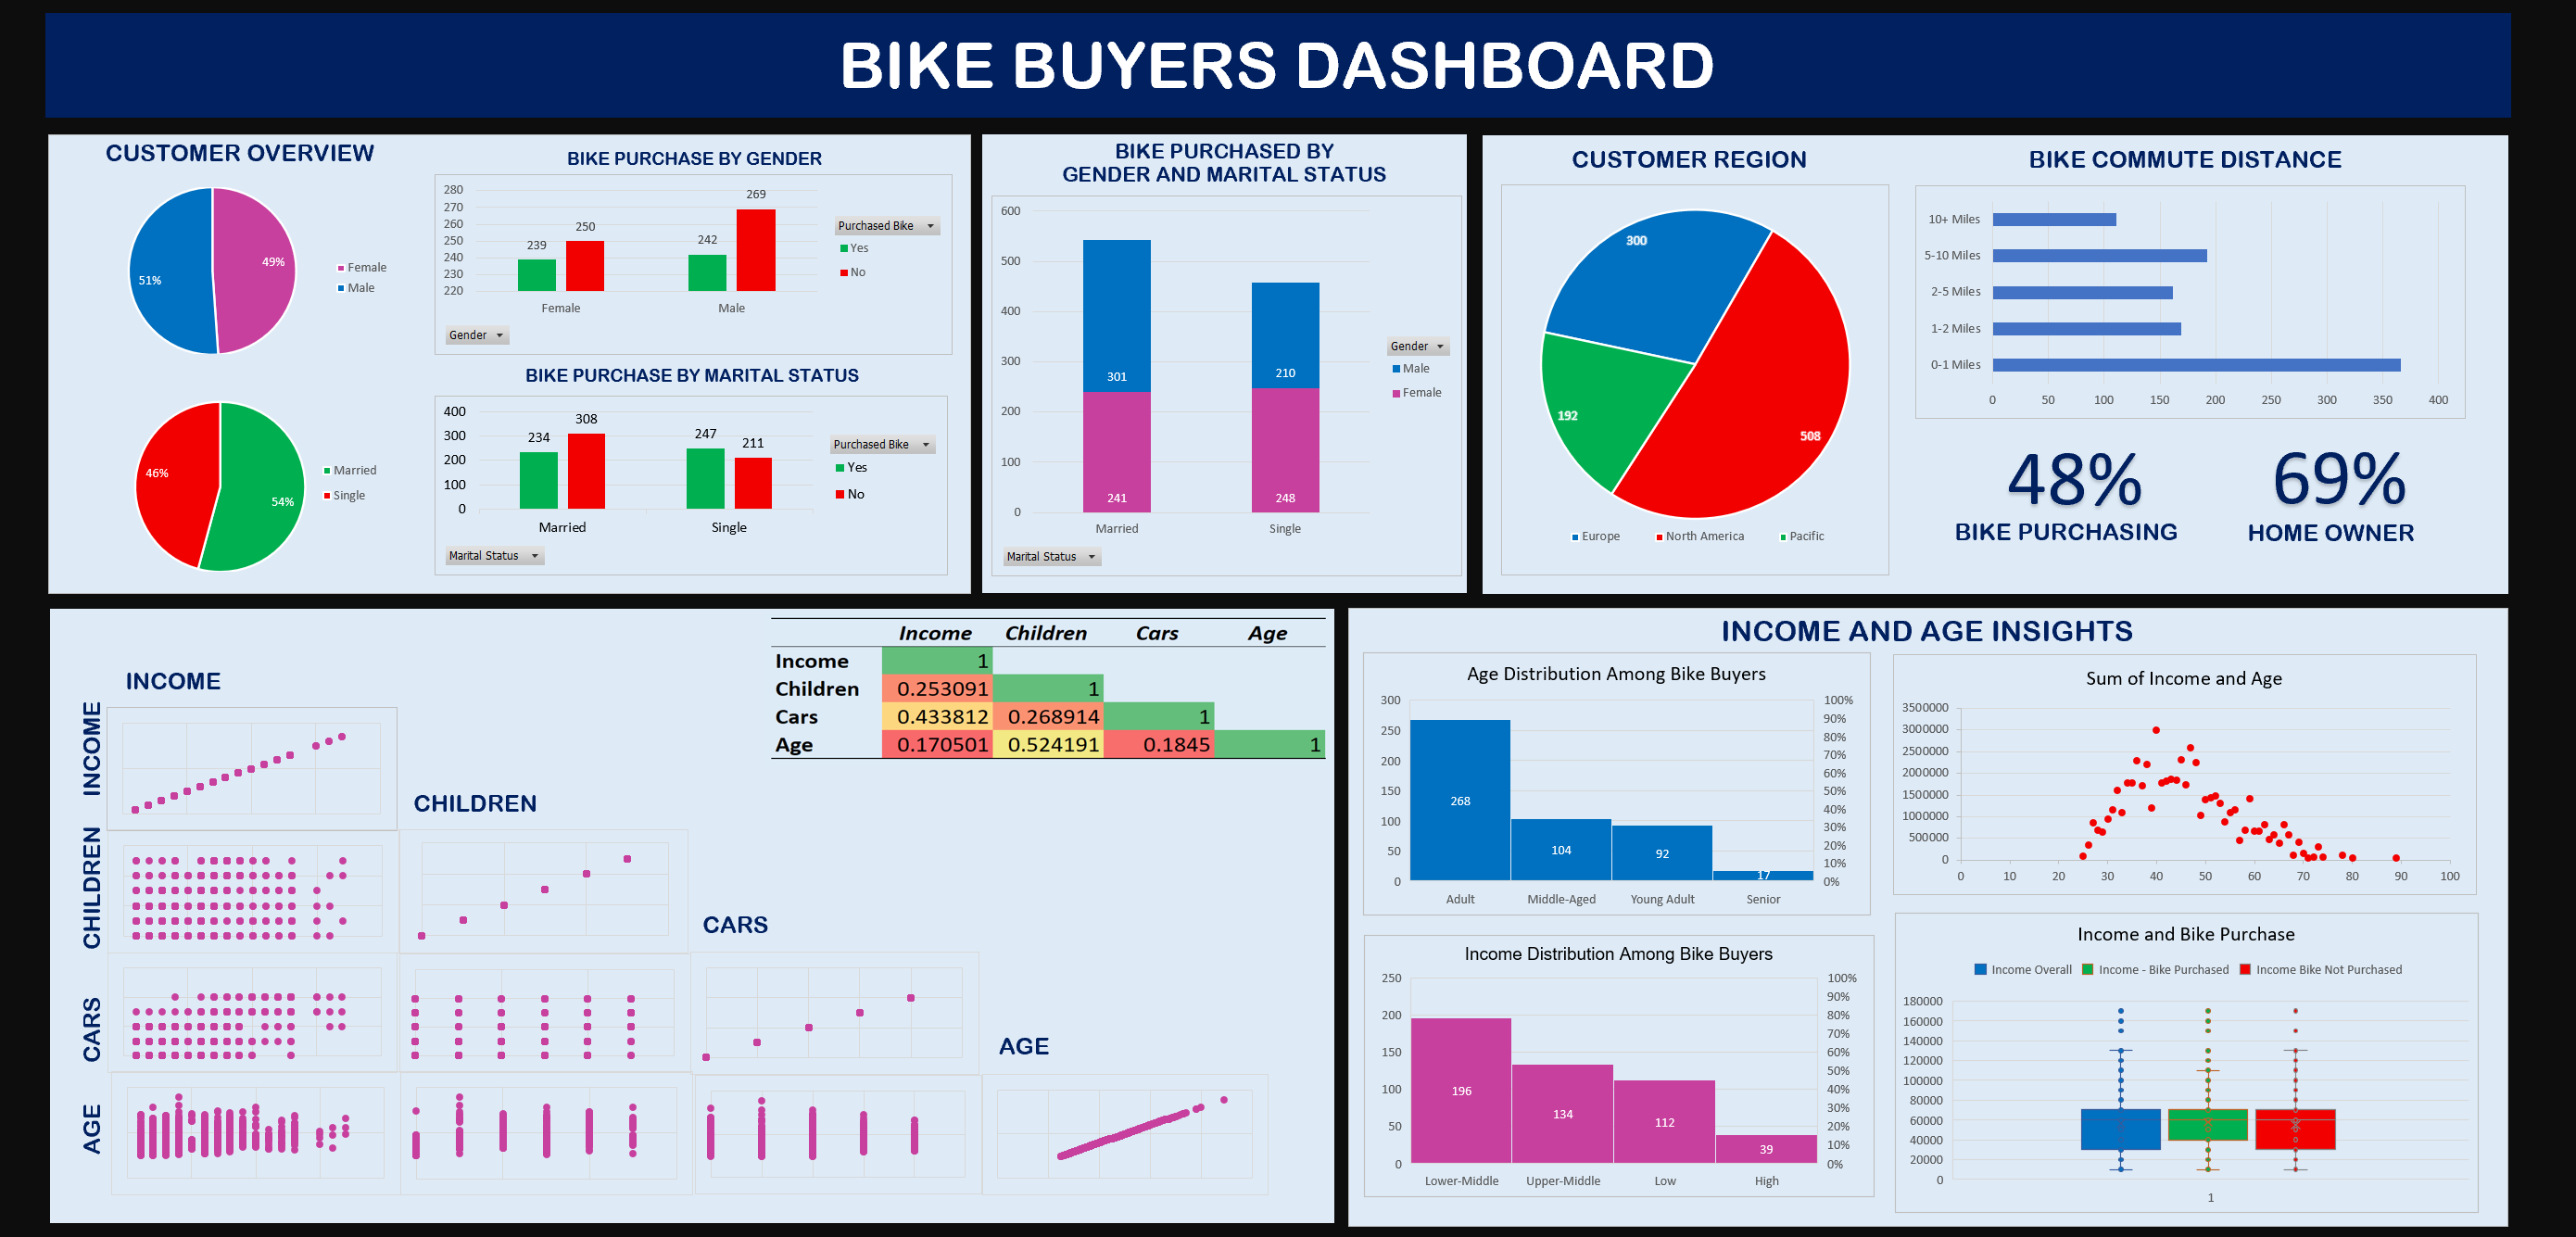 BIKE BUYERS DASHBOARD
CUSTOMER OVERVIEW
49%
51%
Female
Male
46%
54%
Married
Single
BIKE PURCHASE BY GENDER
280
270
260
250
240
230
220
239
250
242
269
Female
Male
Purchased Bike
Yes
No
Gender
BIKE PURCHASE BY MARITAL STATUS
400
300
200
100
0
234
308
247
211
Married
Single
Purchased Bike
Yes
No
Marital Status
BIKE PURCHASED BY
GENDER AND MARITAL STATUS
600
500
400
300
200
100
0
301
210
241
248
Married
Single
Gender
Male
Female
Marital Status
CUSTOMER REGION
300
192
508
Europe
North America
Pacific
BIKE COMMUTE DISTANCE
10+ Miles
5-10 Miles
2-5 Miles
1-2 Miles
0-1 Miles
0 50 100 150 200 250 300 350 400
48%
BIKE PURCHASING
69%
HOME OWNER
Income Children Cars Age
Income 1
Children 0.253091 1
Cars 0.433812 0.268914 1
Age 0.170501 0.524191 0.1845 1
INCOME
CHILDREN
CARS
AGE
INCOME
CHILDREN
CARS
AGE
INCOME AND AGE INSIGHTS
Age Distribution Among Bike Buyers
300
250
200
150
100
50
0
268
104
92
17
100%
90%
80%
70%
60%
50%
40%
30%
20%
10%
0%
Adult Middle-Aged Young Adult Senior
Sum of Income and Age
3500000
3000000
2500000
2000000
1500000
1000000
500000
0
0 10 20 30 40 50 60 70 80 90 100
Income Distribution Among Bike Buyers
250
200
150
100
50
0
196
134
112
39
100%
90%
80%
70%
60%
50%
40%
30%
20%
10%
0%
Lower-Middle Upper-Middle Low High
Income and Bike Purchase
Income Overall Income - Bike Purchased Income Bike Not Purchased
180000
160000
140000
120000
100000
80000
60000
40000
20000
0
1